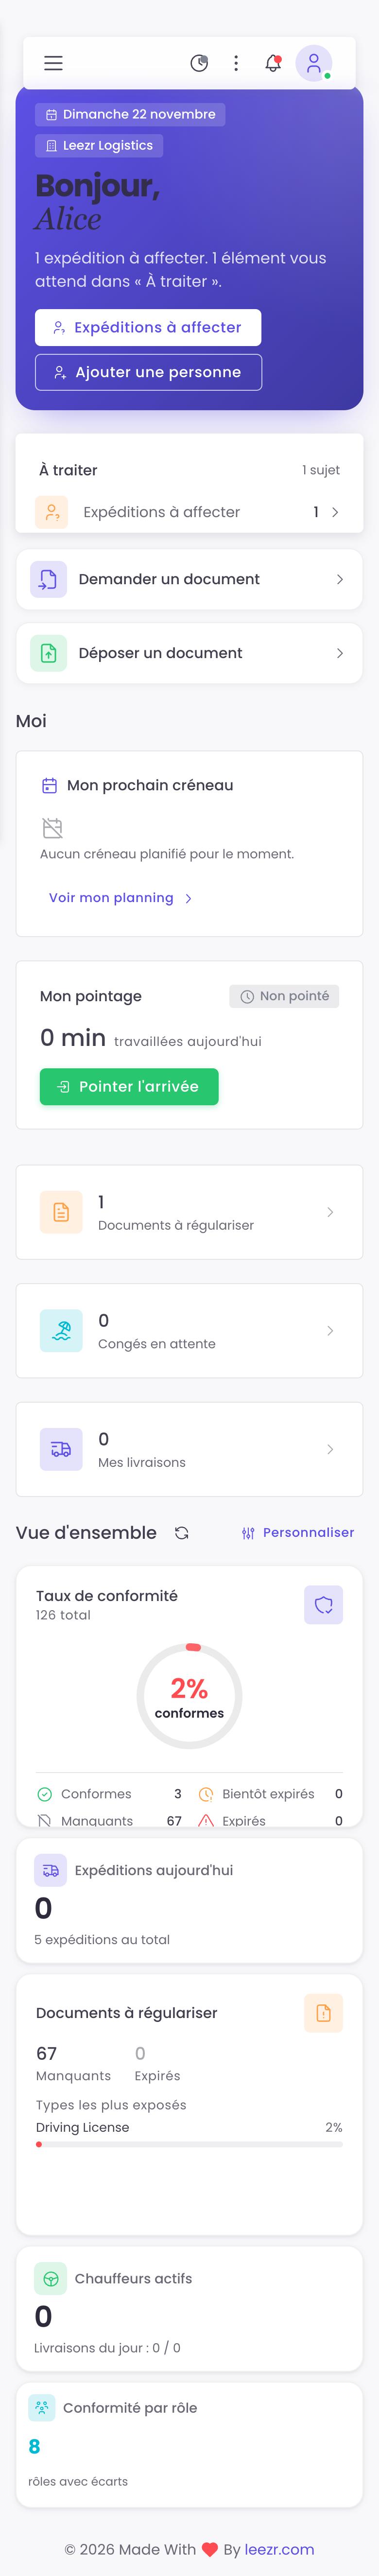 Dimanche 22 novembre
Leezr Logistics
Bonjour,
Alice
1 expédition à affecter. 1 élément vous
attend dans « À traiter ».
Expéditions à affecter
Ajouter une personne
À traiter 1 sujet
Expéditions à affecter 1
Demander un document
Déposer un document
Moi
Mon prochain créneau
Aucun créneau planifié pour le moment.
Voir mon planning
Mon pointage Non pointé
0 min travaillées aujourd'hui
Pointer l'arrivée
1
Documents à régulariser
0
Congés en attente
0
Mes livraisons
Vue d'ensemble Personnaliser
Taux de conformité
126 total
2%
conformes
Conformes 3 Bientôt expirés 0
Manquants 67 Expirés 0
Expéditions aujourd'hui
0
5 expéditions au total
Documents à régulariser
67 0
Manquants Expirés
Types les plus exposés
Driving License 2%
Chauffeurs actifs
0
Livraisons du jour : 0 / 0
Conformité par rôle
8
rôles avec écarts
© 2026 Made With By leezr.com